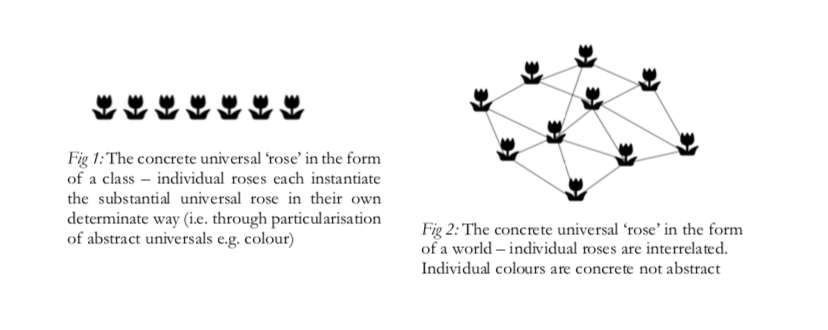 Fig 1: The concrete universal ‘rose’ in the form
of a class – individual roses each instantiate
the substantial universal rose in their own
determinate way (i.e. through particularisation
of abstract universals e.g. colour)
Fig 2: The concrete universal ‘rose’ in the form
of a world – individual roses are interrelated.
Individual colours are concrete not abstract